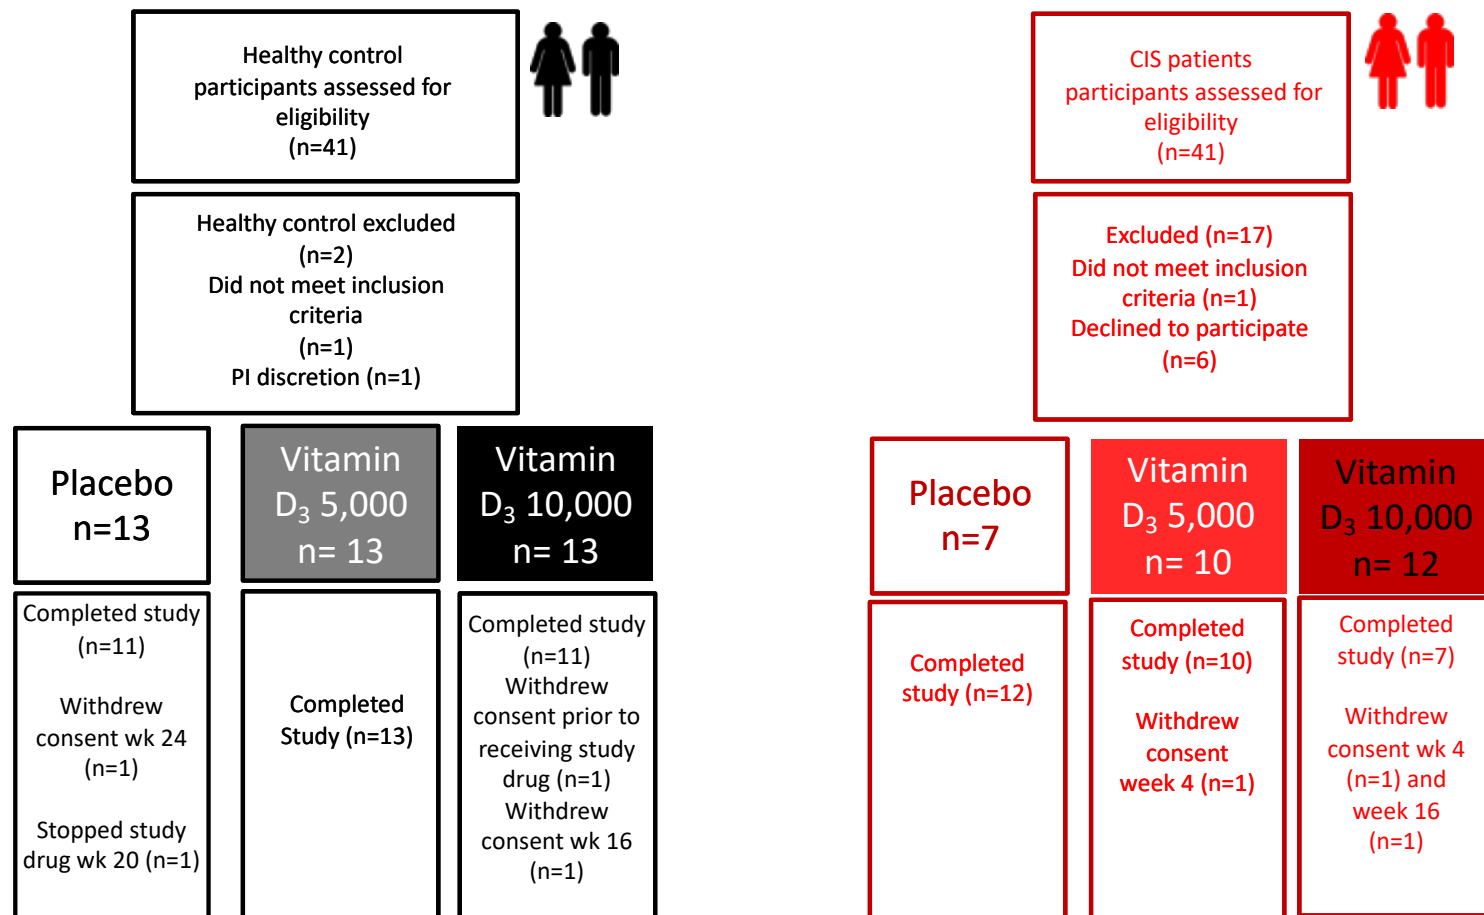 Healthy control
participants assessed for
eligibility
(n=41)
Healthy control excluded
(n=2)
Did not meet inclusion
criteria
(n=1)
PI discretion (n=1)
Placebo
n=13
Vitamin
D₃ 5,000
n= 13
Vitamin
D₃ 10,000
n= 13
Completed study
(n=11)
Withdrew
consent wk 24
(n=1)
Stopped study
drug wk 20 (n=1)
Completed
Study (n=13)
Completed study
(n=11)
Withdrew
consent prior to
receiving study
drug (n=1)
Withdrew
consent wk 16
(n=1)
CIS patients
participants assessed for
eligibility
(n=41)
Excluded (n=17)
Did not meet inclusion
criteria (n=1)
Declined to participate
(n=6)
Placebo
n=7
Vitamin
D₃ 5,000
n= 10
Vitamin
D₃ 10,000
n= 12
Completed
study (n=12)
Completed
study (n=10)
Withdrew
consent
week 4 (n=1)
Completed
study (n=7)
Withdrew
consent wk 4
(n=1) and
week 16
(n=1)